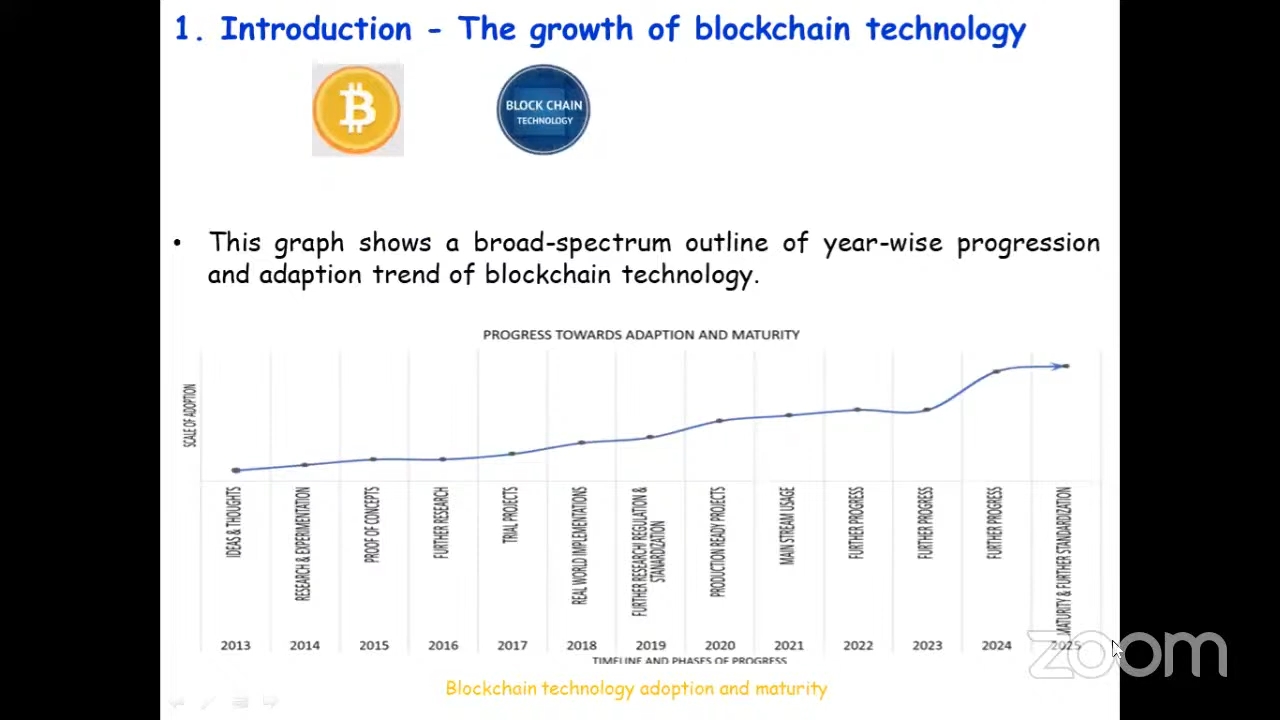 1. Introduction - The growth of blockchain technology
BLOCK CHAIN
TECHNOLOGY
• This graph shows a broad-spectrum outline of year-wise progression
and adaption trend of blockchain technology.
PROGRESS TOWARDS ADAPTION AND MATURITY
SCALE OF ADOPTION
IDEAS & THOUGHTS
RESEARCH & EXPERIMENTATION
PROOF OF CONCEPTS
FURTHER RESEARCH
TRIAL PROJECTS
REAL WORLD IMPLEMENTATIONS
FURTHER RESEARCH/ REGULATION &
STANARDIZATION
PRODUCTION READY PROJECTS
MAIN STREAM USAGE
FURTHER PROGRESS
FURTHER PROGRESS
FURTHER PROGRESS
MATURITY & FURTHER STANDARDIZATION
2013 2014 2015 2016 2017 2018 2019 2020 2021 2022 2023 2024 2025
TIMELINE AND PHASES OF PROGRESS
Blockchain technology adoption and maturity
zoom